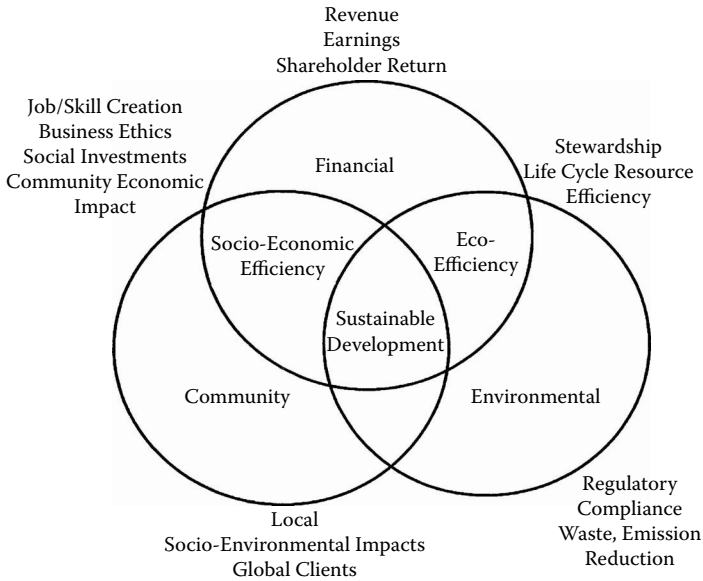 Revenue
Earnings
Shareholder Return
Job/Skill Creation
Business Ethics
Social Investments
Community Economic
Impact
Stewardship
Life Cycle Resource
Efficiency
Financial
Socio-Economic
Efficiency
Eco-
Efficiency
Sustainable
Development
Community
Environmental
Local
Socio-Environmental Impacts
Global Clients
Regulatory
Compliance
Waste, Emission
Reduction